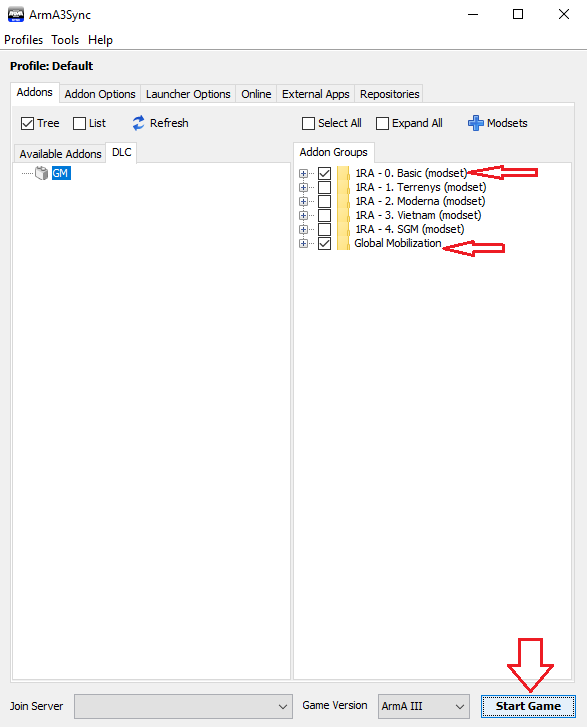 ArmA3Sync
Profiles Tools Help
Profile: Default
Addons Addon Options Launcher Options Online External Apps Repositories
Tree List Refresh Select All Expand All Modsets
Available Addons DLC Addon Groups
GM
1RA - 0. Basic (modset)
1RA - 1. Terrenys (modset)
1RA - 2. Moderna (modset)
1RA - 3. Vietnam (modset)
1RA - 4. SGM (modset)
Global Mobilization
Join Server Game Version ArmA III Start Game